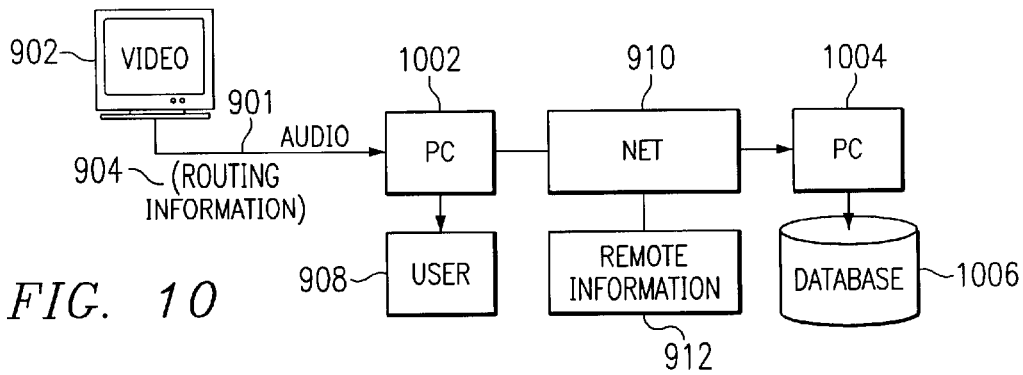 902
VIDEO
901
AUDIO
904
(ROUTING
INFORMATION)
1002
PC
908
USER
910
NET
REMOTE
INFORMATION
912
1004
PC
DATABASE
1006
FIG. 10